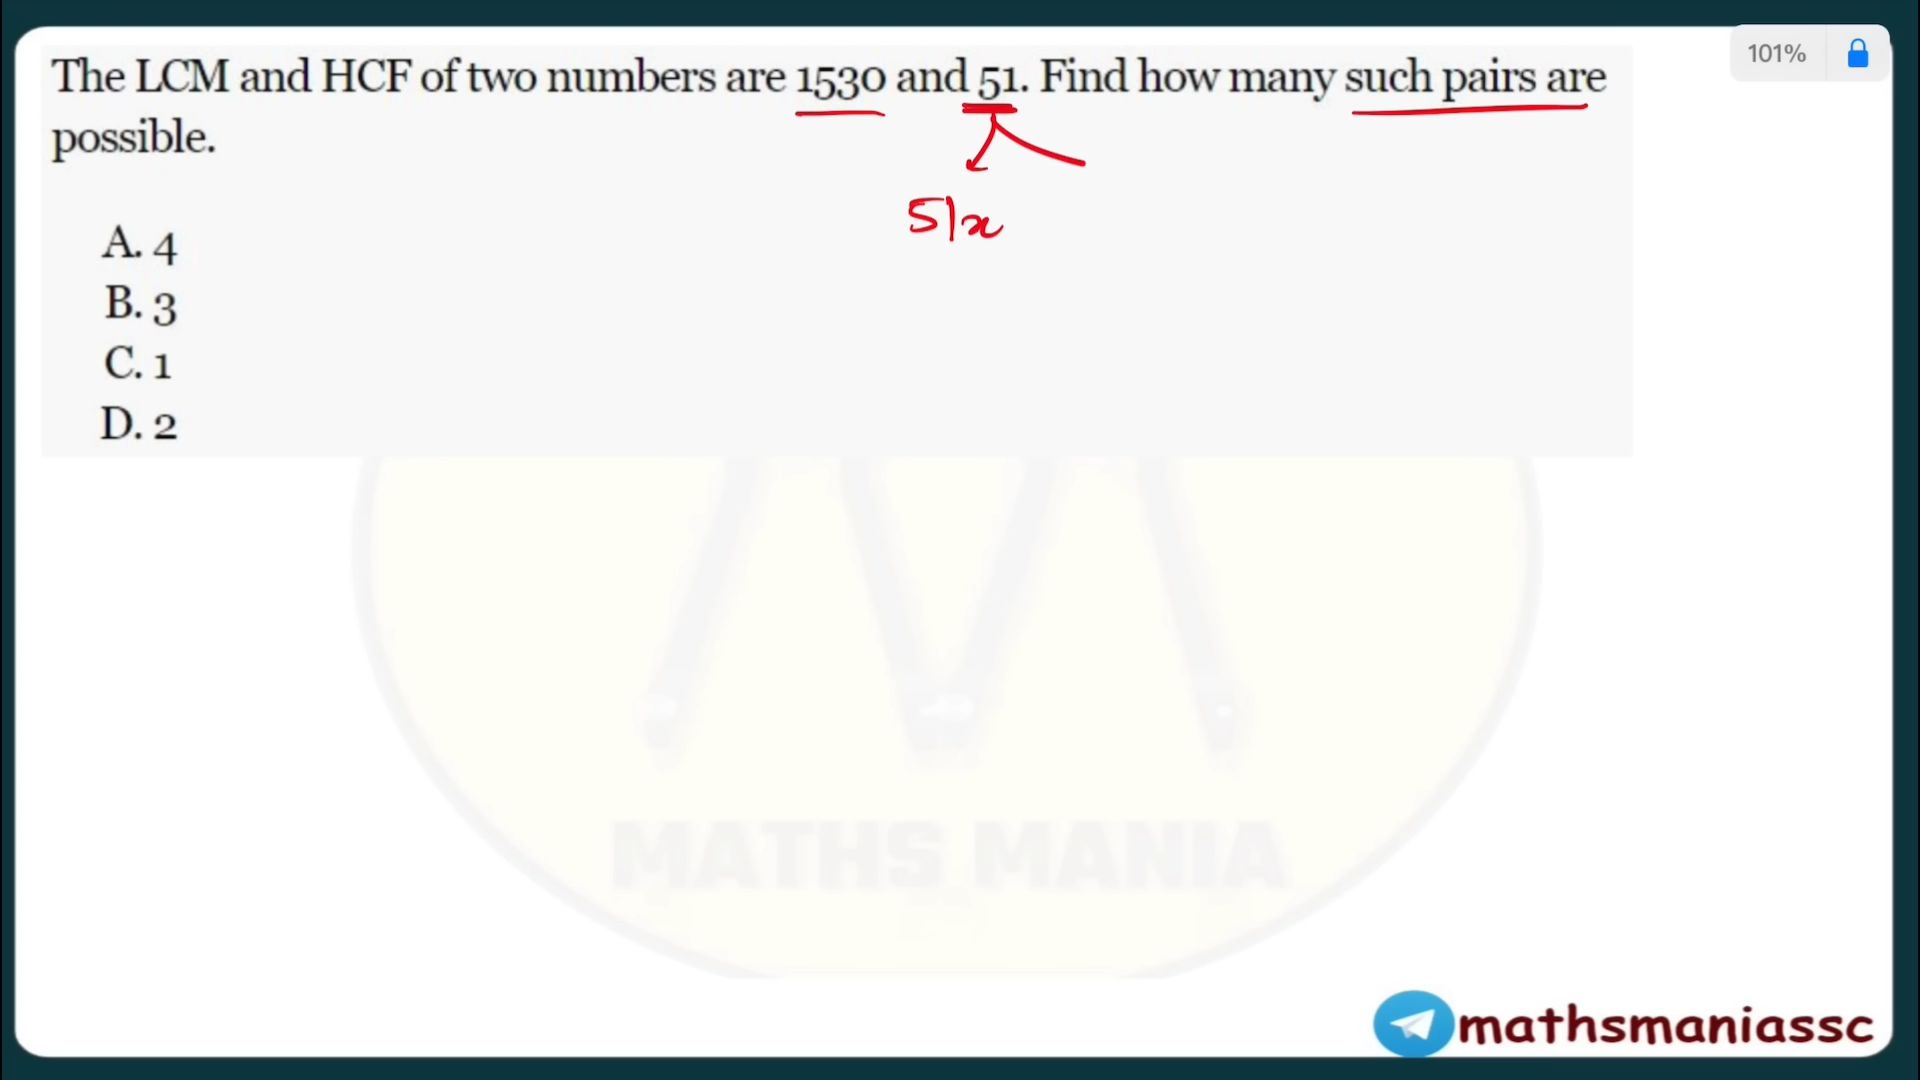 The LCM and HCF of two numbers are 1530 and 51. Find how many such pairs are
possible.
51x
A. 4
B. 3
C. 1
D. 2
MATHS MANIA
mathsmaniassc
101%